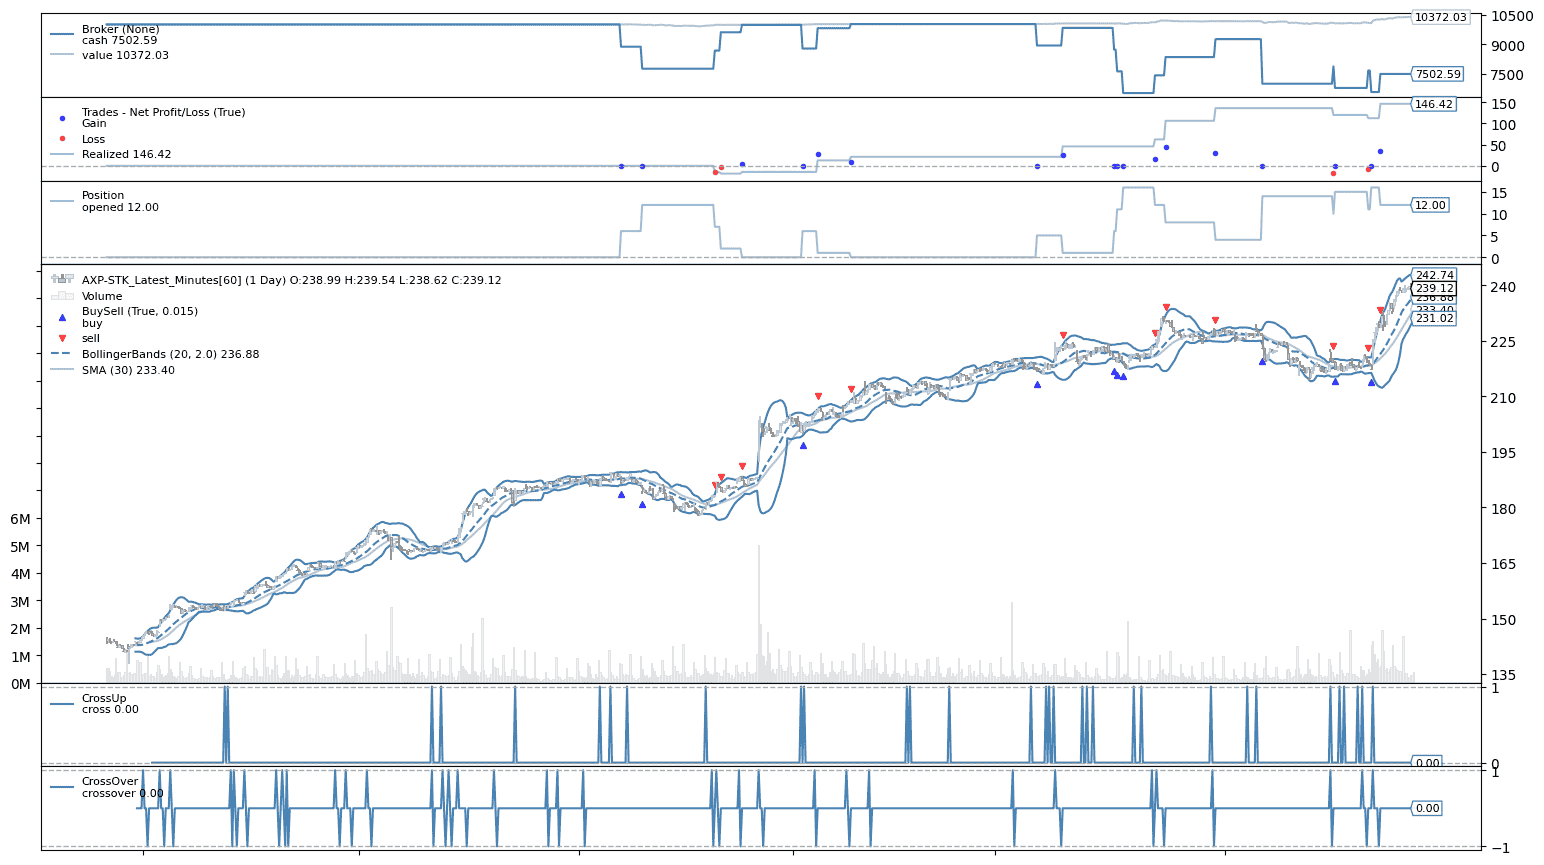 Broker (None)
cash 7502.59
value 10372.03
10372.03
10500
9000
7500
7502.59
Trades - Net Profit/Loss (True)
Gain
Loss
Realized 146.42
146.42
150
100
50
0
Position
opened 12.00
12.00
15
10
5
0
AXP-STK_Latest_Minutes[60] (1 Day) O:238.99 H:239.54 L:238.62 C:239.12
Volume
BuySell (True, 0.015)
buy
sell
BollingerBands (20, 2.0) 236.88
SMA (30) 233.40
242.74
239.12
236.88
233.40
231.02
240
225
210
195
180
165
150
135
6M
5M
4M
3M
2M
1M
0M
CrossUp
cross 0.00
1
0
0.00
CrossOver
crossover 0.00
1
0.00
−1